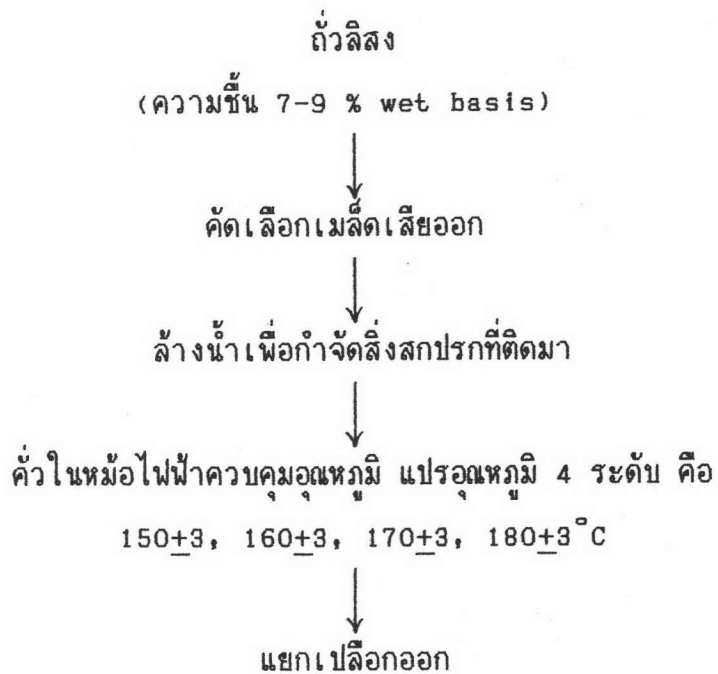 ถั่วลิสง
(ความชื้น 7-9 % wet basis)
คัดเลือกเมล็ดเสียออก
ล้างน้ำเพื่อกำจัดสิ่งสกปรกที่ติดมา
คั่วในหม้อไฟฟ้าควบคุมอุณหภูมิ แปรอุณหภูมิ 4 ระดับ คือ
150±3, 160±3, 170±3, 180±3°C
แยกเปลือกออก